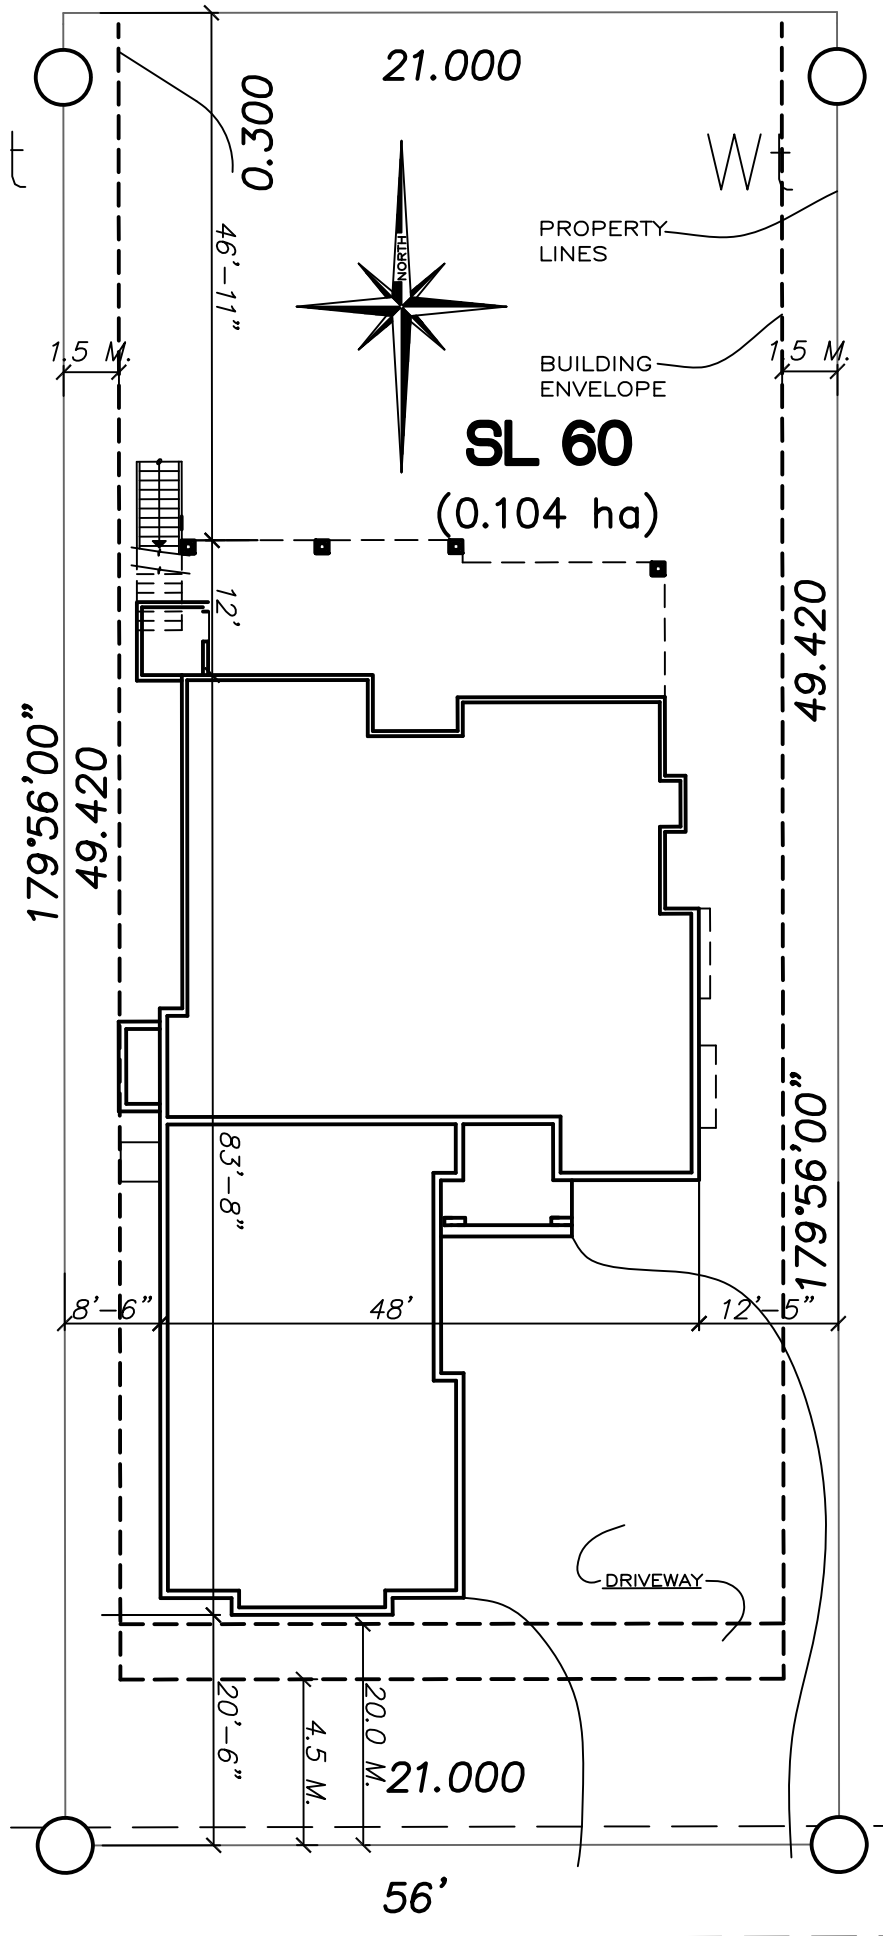 21.000
0.300
t
Wt
PROPERTY
LINES
46'-11"
NORTH
1.5 M.
1.5 M.
BUILDING
ENVELOPE
SL 60
(0.104 ha)
12'
49.420
179°56'00"
49.420
179°56'00"
83'-8"
8'-6"
48'
12'-5"
DRIVEWAY
20'-6"
4.5 M.
20.0 M.
21.000
56'